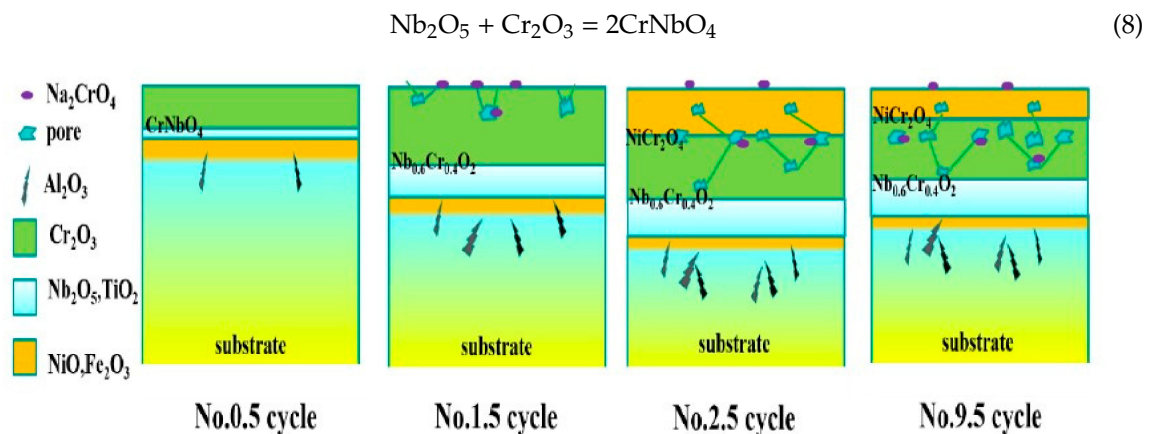 Nb₂O₅ + Cr₂O₃ = 2CrNbO₄ (8)
Na₂CrO₄
pore
Al₂O₃
Cr₂O₃
Nb₂O₅,TiO₂
NiO,Fe₂O₃
CrNbO₄
substrate
No.0.5 cycle
Nb₀.₆Cr₀.₄O₂
substrate
No.1.5 cycle
NiCr₂O₄
Nb₀.₆Cr₀.₄O₂
substrate
No.2.5 cycle
NiCr₂O₄
Nb₀.₆Cr₀.₄O₂
substrate
No.9.5 cycle